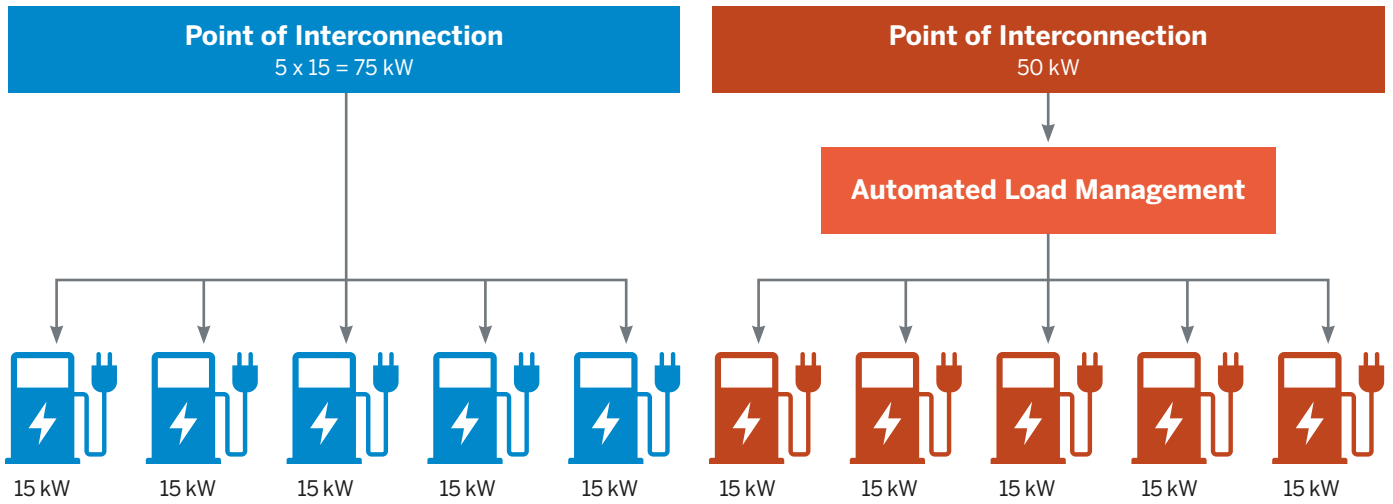 Point of Interconnection
5 x 15 = 75 kW
15 kW
15 kW
15 kW
15 kW
15 kW
Point of Interconnection
50 kW
Automated Load Management
15 kW
15 kW
15 kW
15 kW
15 kW